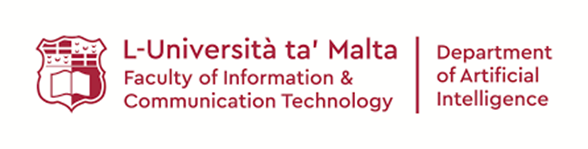 L-Università ta' Malta
Faculty of Information &
Communication Technology
Department
of Artificial
Intelligence